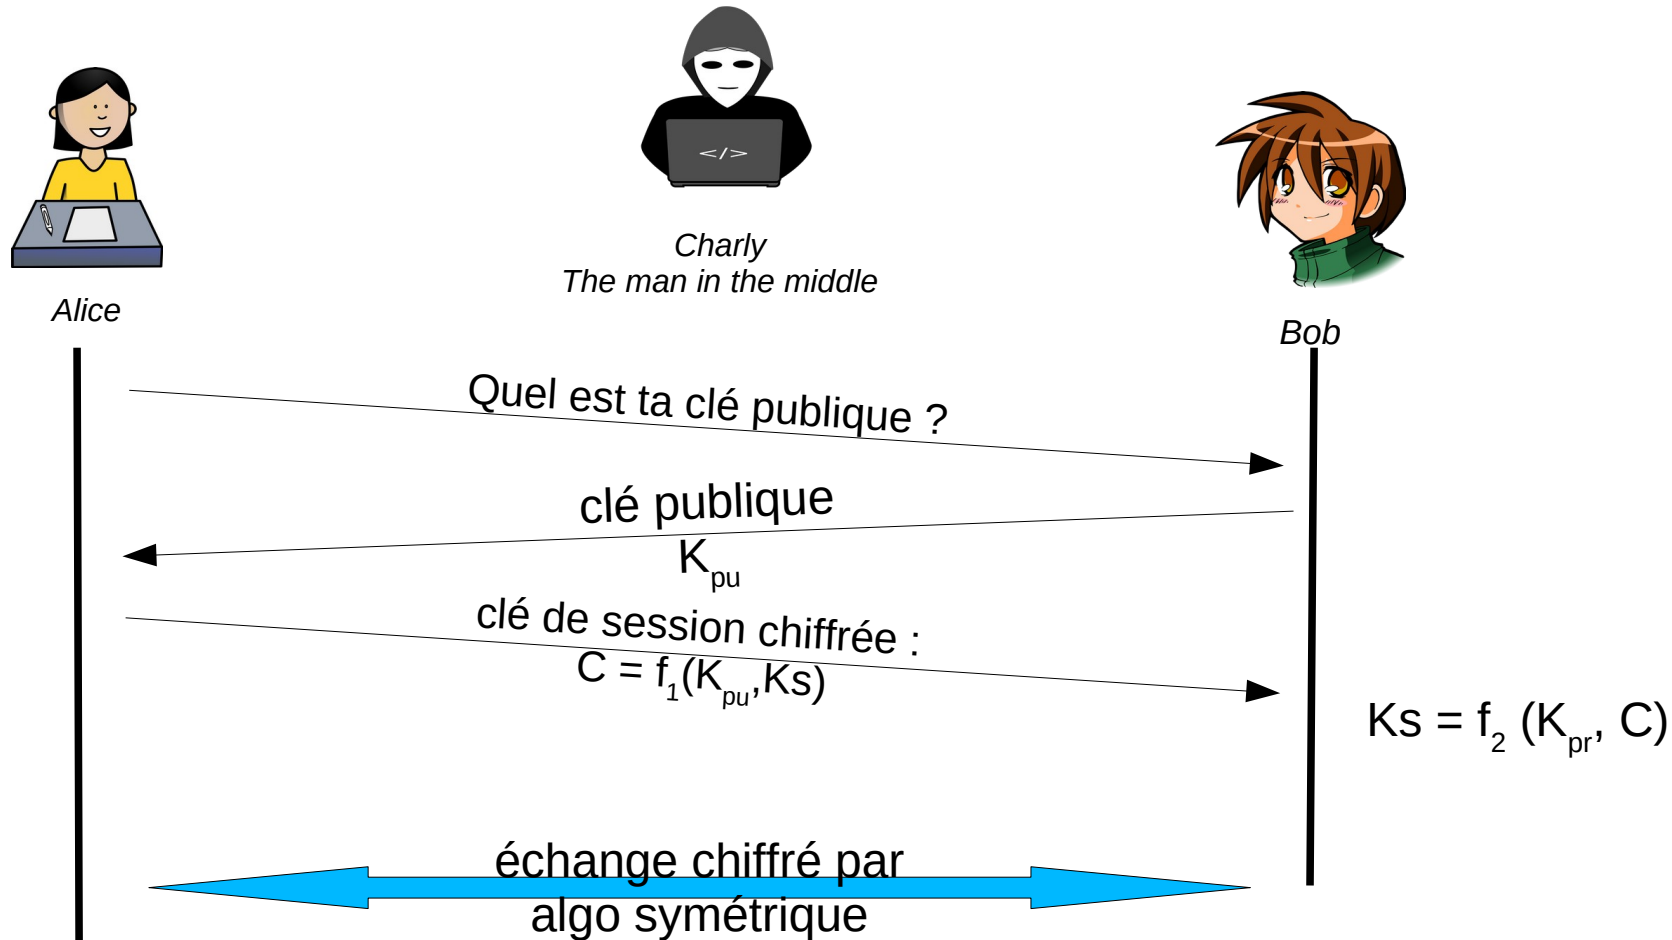 </>
Charly
The man in the middle
Alice
Bob
Quel est ta clé publique ?
clé publique
Kpu
clé de session chiffrée :
C = f1(Kpu,Ks)
Ks = f2 (Kpr, C)
échange chiffré par
algo symétrique